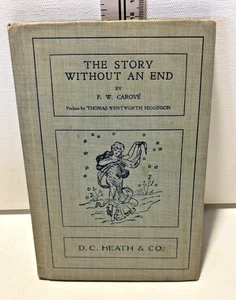 THE STORY
WITHOUT AN END
BY
F. W. CAROVÉ
Preface by THOMAS WENTWORTH HIGGINSON
D. C. HEATH & CO.